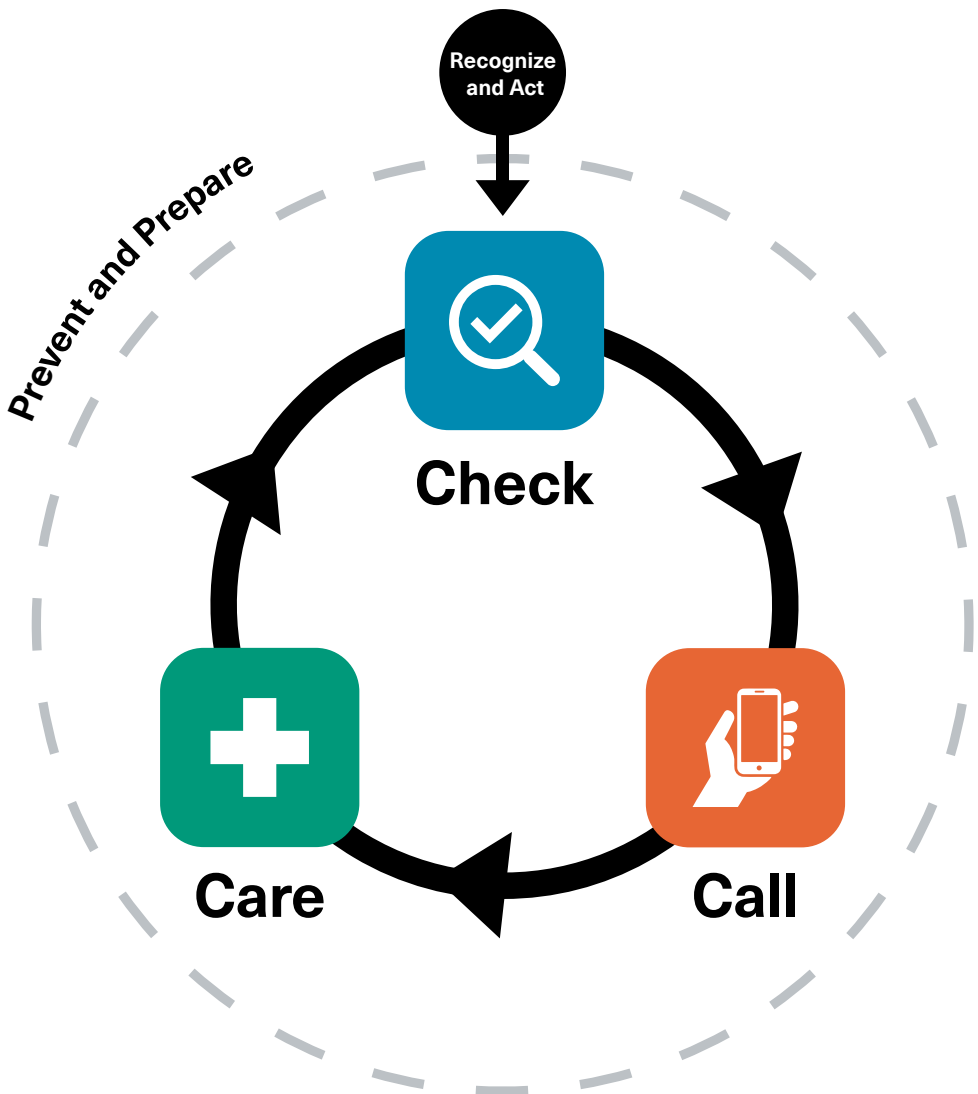 Recognize
and Act
Prevent and Prepare
Check
Care
Call